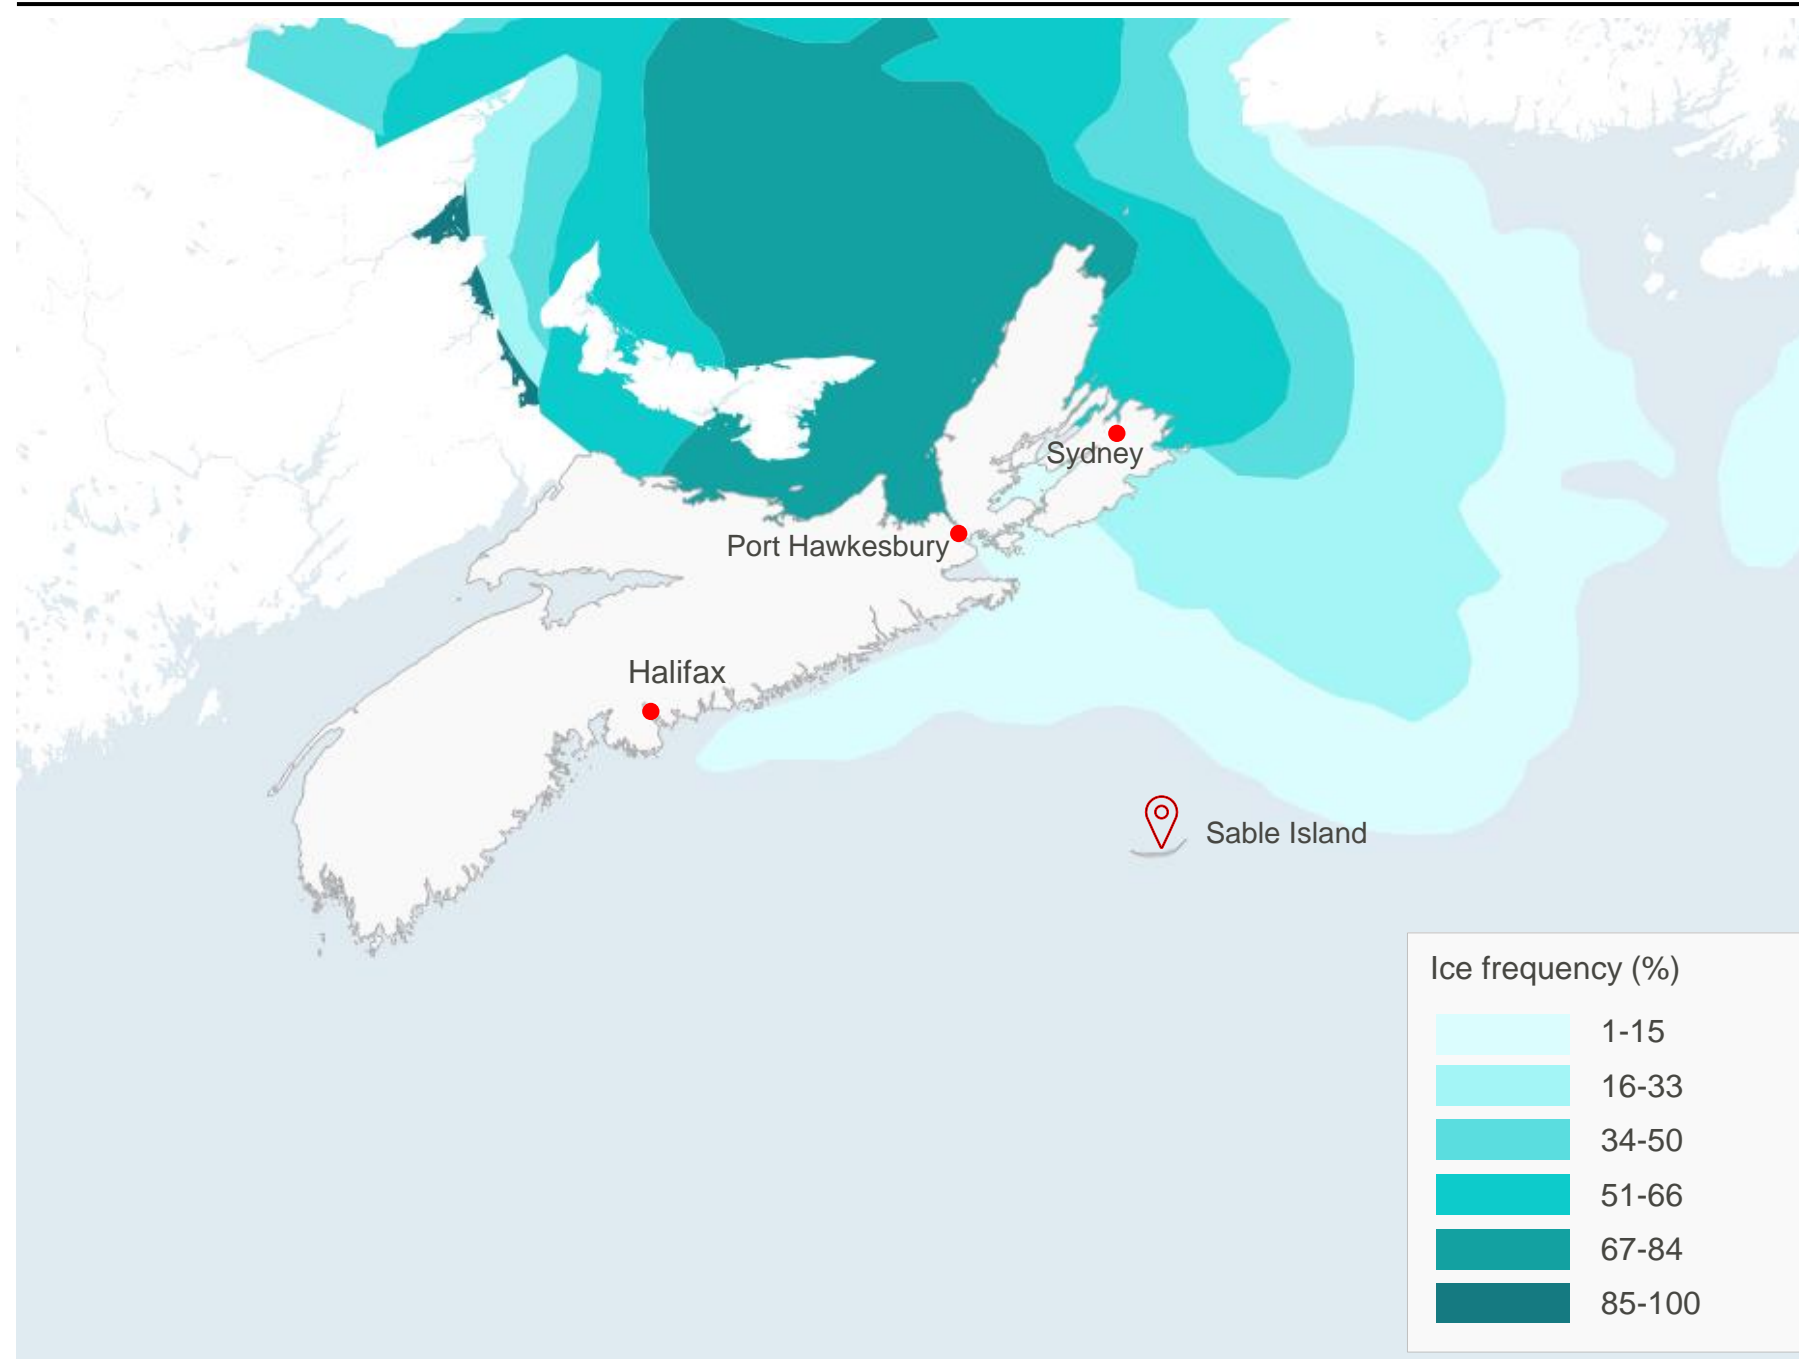 Sydney
Port Hawkesbury
Halifax
Sable Island
Ice frequency (%)
1-15
16-33
34-50
51-66
67-84
85-100